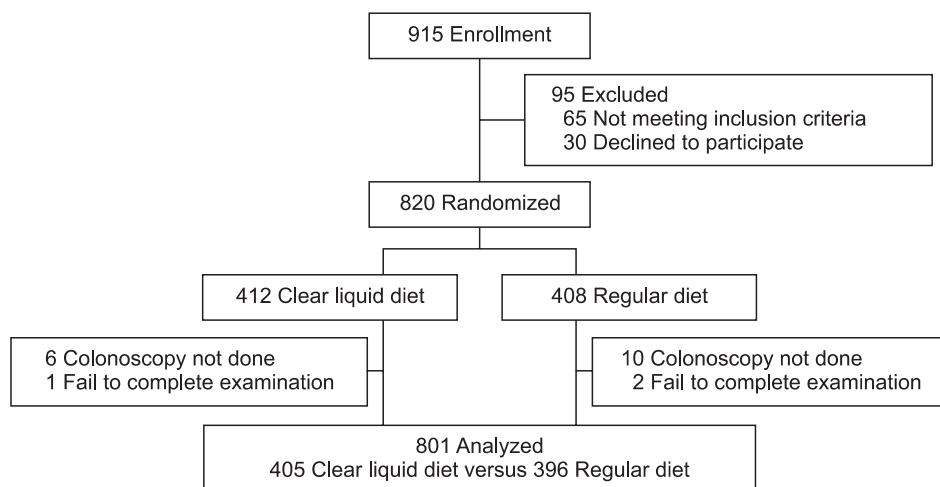 915 Enrollment
95 Excluded
65 Not meeting inclusion criteria
30 Declined to participate
820 Randomized
412 Clear liquid diet
408 Regular diet
6 Colonoscopy not done
1 Fail to complete examination
10 Colonoscopy not done
2 Fail to complete examination
801 Analyzed
405 Clear liquid diet versus 396 Regular diet